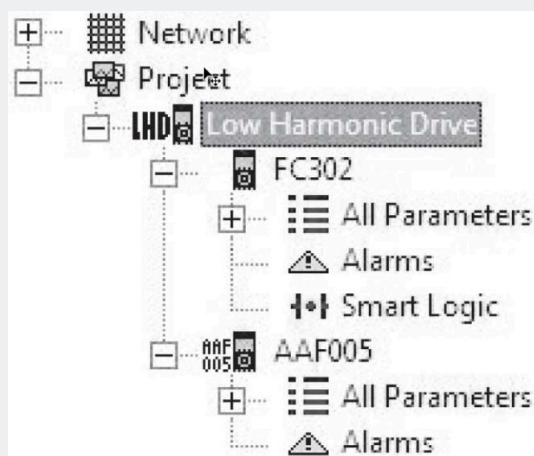 Network
Project
LHD Low Harmonic Drive
FC302
All Parameters
Alarms
Smart Logic
AAF
005 AAF005
All Parameters
Alarms